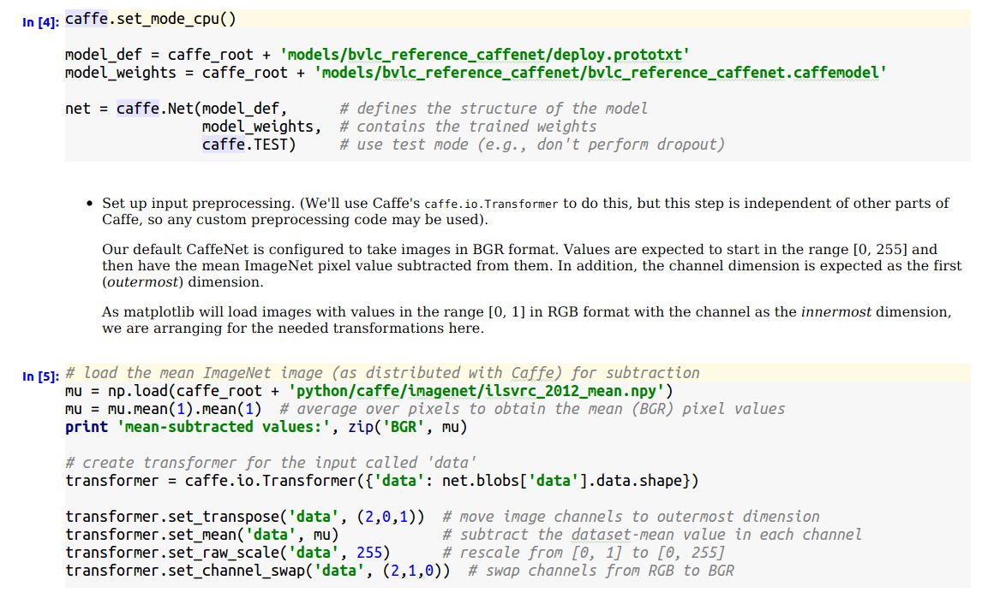 In [4]: caffe.set_mode_cpu()
model_def = caffe_root + 'models/bvlc_reference_caffenet/deploy.prototxt'
model_weights = caffe_root + 'models/bvlc_reference_caffenet/bvlc_reference_caffenet.caffemodel'
net = caffe.Net(model_def,      # defines the structure of the model
                model_weights,  # contains the trained weights
                caffe.TEST)     # use test mode (e.g., don't perform dropout)
• Set up input preprocessing. (We'll use Caffe's caffe.io.Transformer to do this, but this step is independent of other parts of
Caffe, so any custom preprocessing code may be used).
Our default CaffeNet is configured to take images in BGR format. Values are expected to start in the range [0, 255] and
then have the mean ImageNet pixel value subtracted from them. In addition, the channel dimension is expected as the first
(outermost) dimension.
As matplotlib will load images with values in the range [0, 1] in RGB format with the channel as the innermost dimension,
we are arranging for the needed transformations here.
In [5]: # load the mean ImageNet image (as distributed with Caffe) for subtraction
mu = np.load(caffe_root + 'python/caffe/imagenet/ilsvrc_2012_mean.npy')
mu = mu.mean(1).mean(1)  # average over pixels to obtain the mean (BGR) pixel values
print 'mean-subtracted values:', zip('BGR', mu)
# create transformer for the input called 'data'
transformer = caffe.io.Transformer({'data': net.blobs['data'].data.shape})
transformer.set_transpose('data', (2,0,1))  # move image channels to outermost dimension
transformer.set_mean('data', mu)            # subtract the dataset-mean value in each channel
transformer.set_raw_scale('data', 255)      # rescale from [0, 1] to [0, 255]
transformer.set_channel_swap('data', (2,1,0))  # swap channels from RGB to BGR